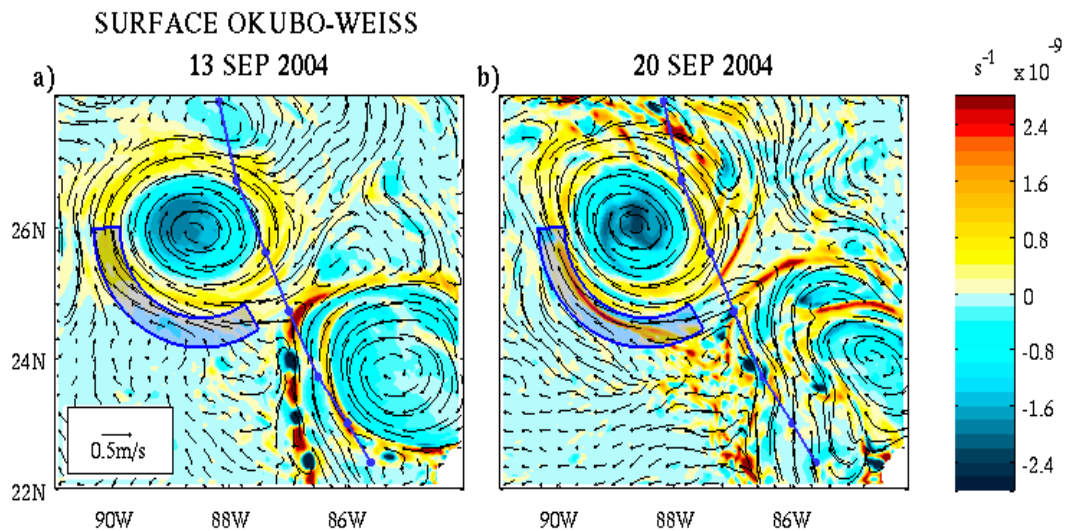 SURFACE OKUBO-WEISS
a) 13 SEP 2004
b) 20 SEP 2004
s⁻¹ x 10⁻⁹
26N
24N
22N
0.5m/s
90W 88W 86W
90W 88W 86W
2.4
1.6
0.8
0
-0.8
-1.6
-2.4